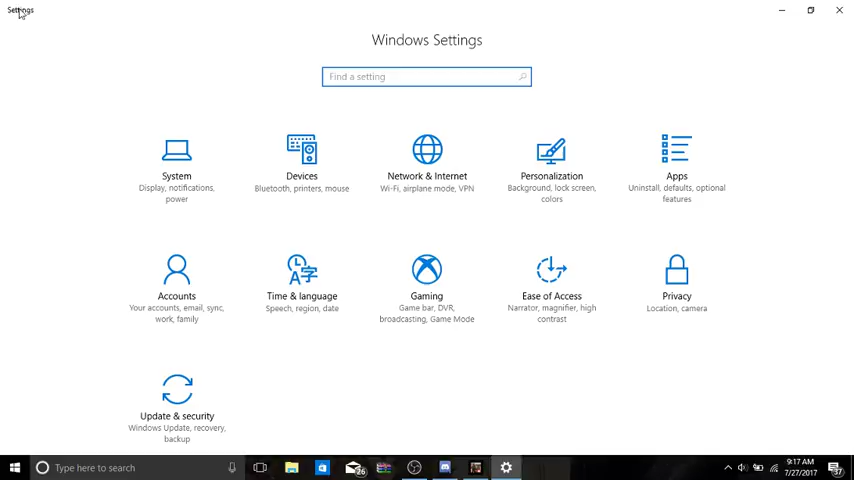 Settings
Windows Settings
Find a setting
System
Display, notifications,
power
Devices
Bluetooth, printers, mouse
Network & Internet
Wi-Fi, airplane mode, VPN
Personalization
Background, lock screen,
colors
Apps
Uninstall, defaults, optional
features
Accounts
Your accounts, email, sync,
work, family
Time & language
Speech, region, date
Gaming
Game bar, DVR,
broadcasting, Game Mode
Ease of Access
Narrator, magnifier, high
contrast
Privacy
Location, camera
Update & security
Windows Update, recovery,
backup
Type here to search
26
9:17 AM
7/27/2017
37